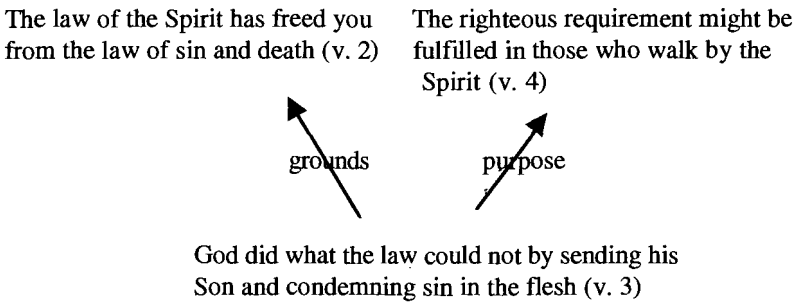 The law of the Spirit has freed you
from the law of sin and death (v. 2)
The righteous requirement might be
fulfilled in those who walk by the
Spirit (v. 4)
grounds
purpose
God did what the law could not by sending his
Son and condemning sin in the flesh (v. 3)